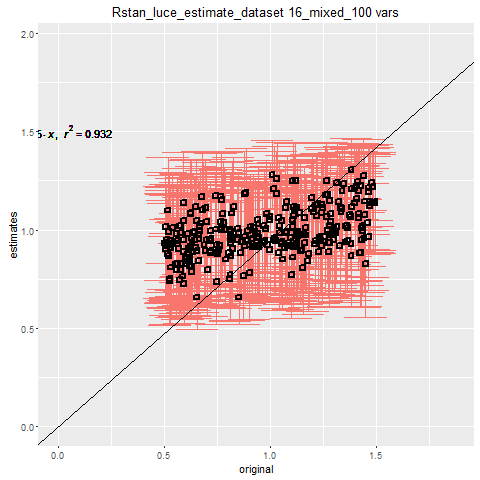 Rstan_luce_estimate_dataset 16_mixed_100 vars
2.0
1.5
1.0
0.5
0.0
estimates
5 · x, r² = 0.932
0.0 0.5 1.0 1.5
original